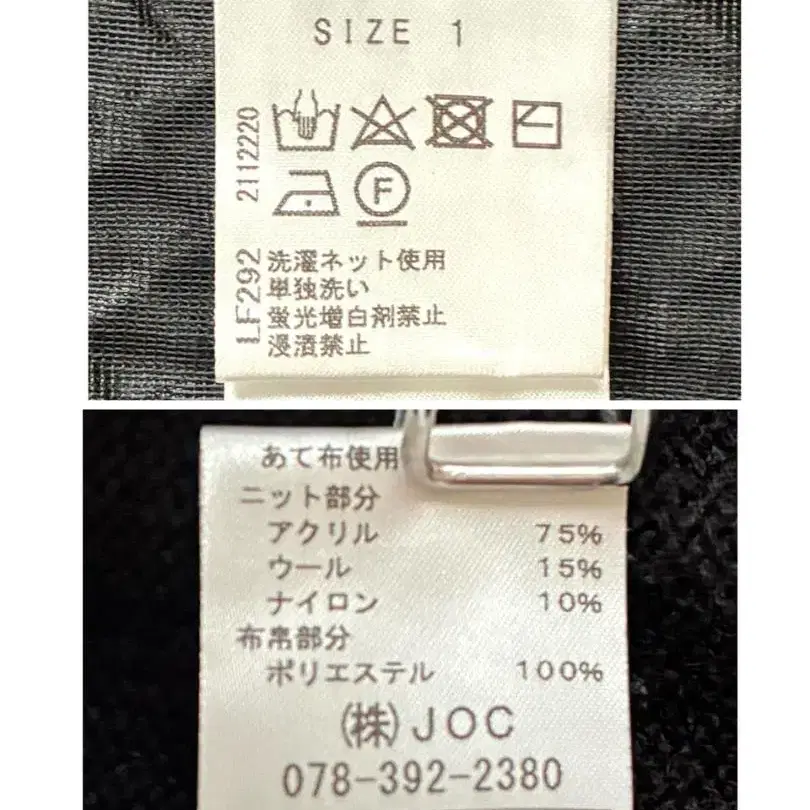 SIZE 1
2112220
F
LF292
洗濯ネット使用
単独洗い
蛍光増白剤禁止
浸漬禁止
あて布使用
ニット部分
アクリル 75%
ウール 15%
ナイロン 10%
布帛部分
ポリエステル 100%
(株)JOC
078-392-2380